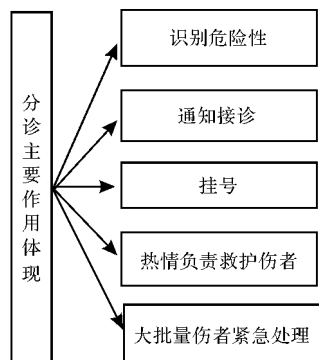 分诊主要作用体现
识别危险性
通知接诊
挂号
热情负责救护伤者
大批量伤者紧急处理